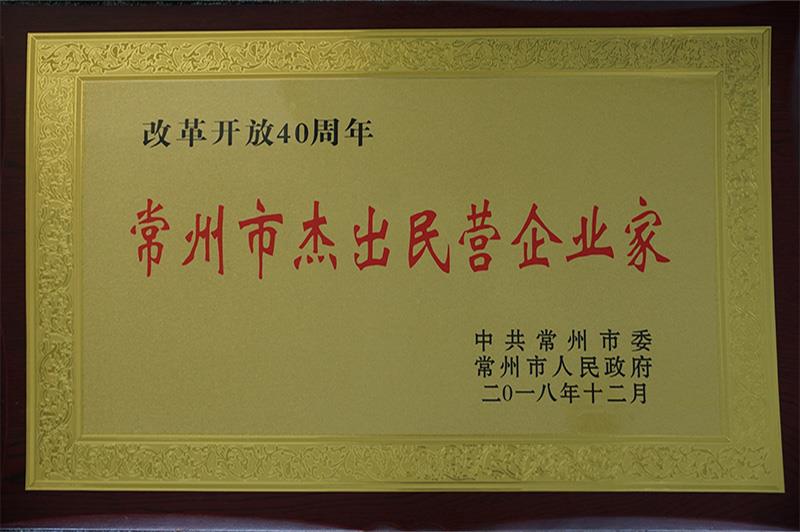 改革开放40周年
常州市杰出民营企业家
中共常州市委
常州市人民政府
二0一八年十二月